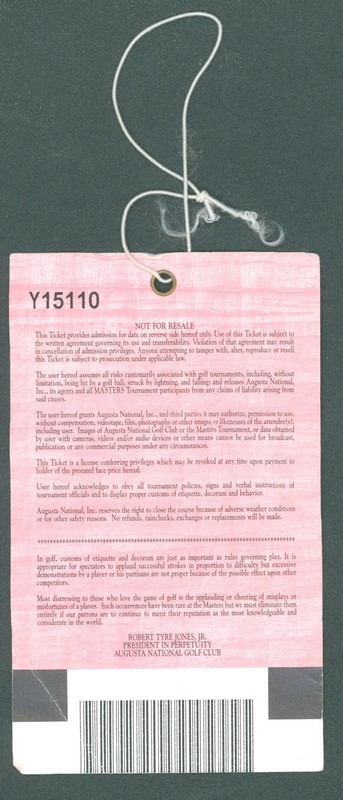 Y15110
NOT FOR RESALE
This Ticket provides admission for date on reverse side hereof only. Use of this Ticket is subject to
the written agreement governing its use and transferability. Violation of that agreement may result
in cancellation of admission privileges. Anyone attempting to tamper with, alter, reproduce or resell
this Ticket is subject to prosecution under applicable law.
The user hereof assumes all risks customarily associated with golf tournaments, including, without
limitation, being hit by a golf ball, struck by lightning, and falling; and releases Augusta National,
Inc., its agents and all MASTERS Tournament participants from any claims of liability arising from
said causes.
The user hereof grants Augusta National, Inc., and third parties it may authorize, permission to use,
without compensation, videotape, film, photographs or other images or likenesses of the attendee(s),
including user. Images of Augusta National Golf Club or the Masters Tournament, or data obtained
by user with cameras, video and/or audio devices or other means cannot be used for broadcast,
publication or any commercial purposes under any circumstances.
This Ticket is a license conferring privileges which may be revoked at any time upon payment to
holder of the prorated face price hereof.
User hereof acknowledges to obey all tournament policies, signs and verbal instructions of
tournament officials and to display proper customs of etiquette, decorum and behavior.
Augusta National, Inc. reserves the right to close the course because of adverse weather conditions
or for other safety reasons. No refunds, rainchecks, exchanges or replacements will be made.
In golf, customs of etiquette and decorum are just as important as rules governing play. It is
appropriate for spectators to applaud successful strokes in proportion to difficulty but excessive
demonstrations by a player or his partisans are not proper because of the possible effect upon other
competitors.
Most distressing to those who love the game of golf is the applauding or cheering of misplays or
misfortunes of a player. Such occurrences have been rare at the Masters but we must eliminate them
entirely if our patrons are to continue to merit their reputation as the most knowledgeable and
considerate in the world.
ROBERT TYRE JONES, JR.
PRESIDENT IN PERPETUITY
AUGUSTA NATIONAL GOLF CLUB